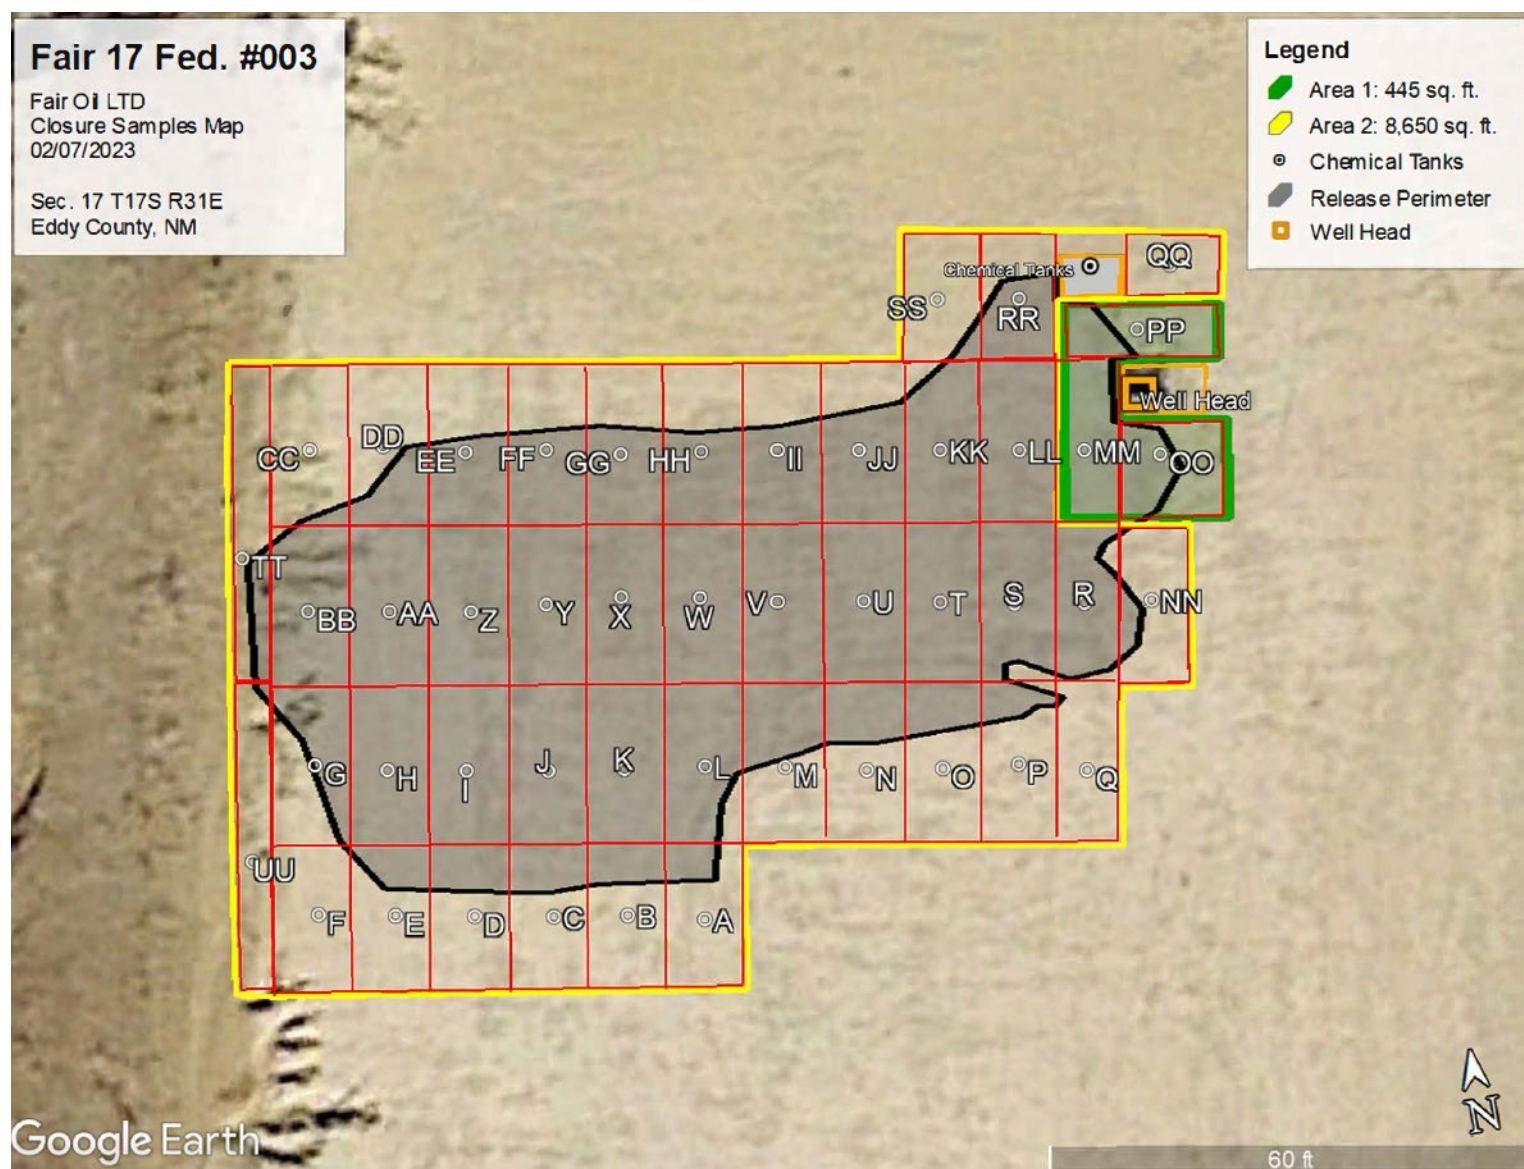 Fair 17 Fed. #003
Fair Oil LTD
Closure Samples Map
02/07/2023
Sec. 17 T17S R31E
Eddy County, NM
Legend
Area 1: 445 sq. ft.
Area 2: 8,650 sq. ft.
Chemical Tanks
Release Perimeter
Well Head
QQ
Chemical Tanks
SS
RR
PP
Well Head
CC
DD
EE
FF
GG
HH
II
JJ
KK
LL
MM
OO
TT
BB
AA
Z
Y
X
W
V
U
T
S
R
NN
G
H
I
J
K
L
M
N
O
P
Q
UU
F
E
D
C
B
A
N
Google Earth
60 ft